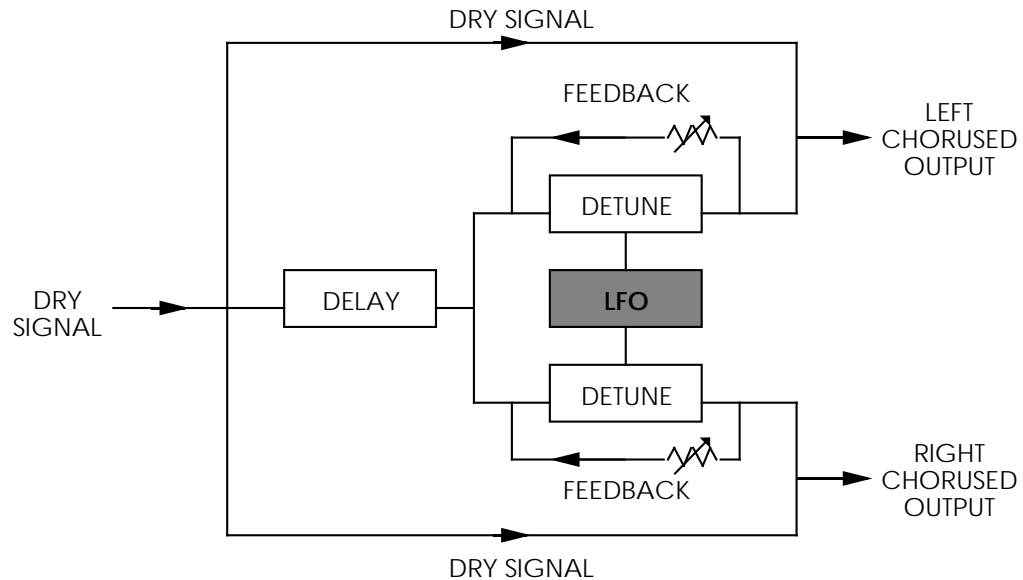 DRY SIGNAL
FEEDBACK
LEFT
CHORUSED
OUTPUT
DETUNE
DRY
SIGNAL
DELAY
LFO
DETUNE
FEEDBACK
RIGHT
CHORUSED
OUTPUT
DRY SIGNAL